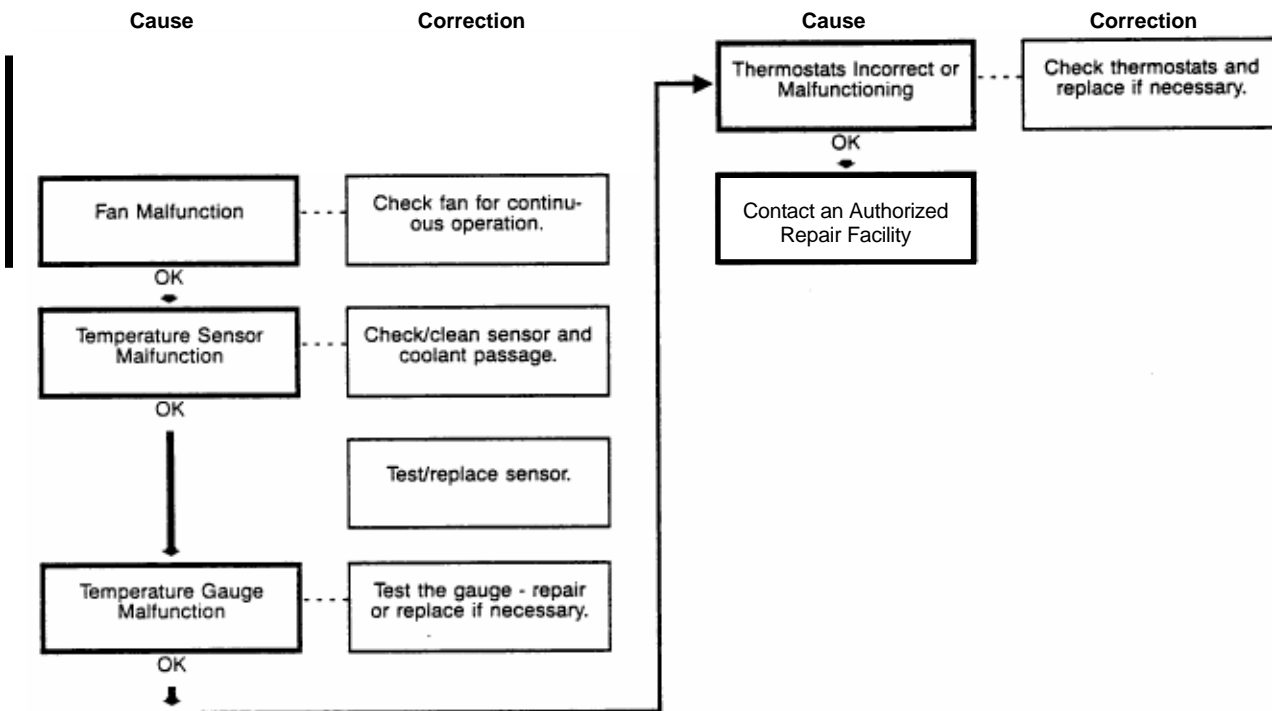 Cause
Correction
Fan Malfunction
Check fan for continu-
ous operation.
OK
Temperature Sensor
Malfunction
Check/clean sensor and
coolant passage.
OK
Test/replace sensor.
Temperature Gauge
Malfunction
Test the gauge - repair
or replace if necessary.
OK
Cause
Correction
Thermostats Incorrect or
Malfunctioning
Check thermostats and
replace if necessary.
OK
Contact an Authorized
Repair Facility